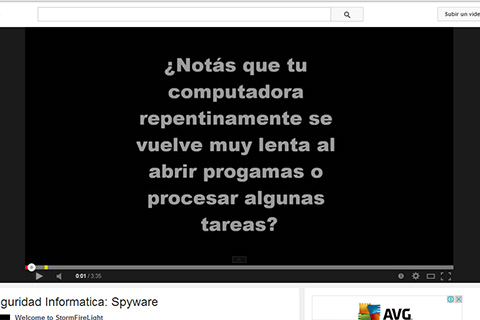 Subir un vide
¿Notás que tu
computadora
repentinamente se
vuelve muy lenta al
abrir progamas o
procesar algunas
tareas?
0:01 / 3:35
guridad Informatica: Spyware
Welcome to StormFireLight
AVG